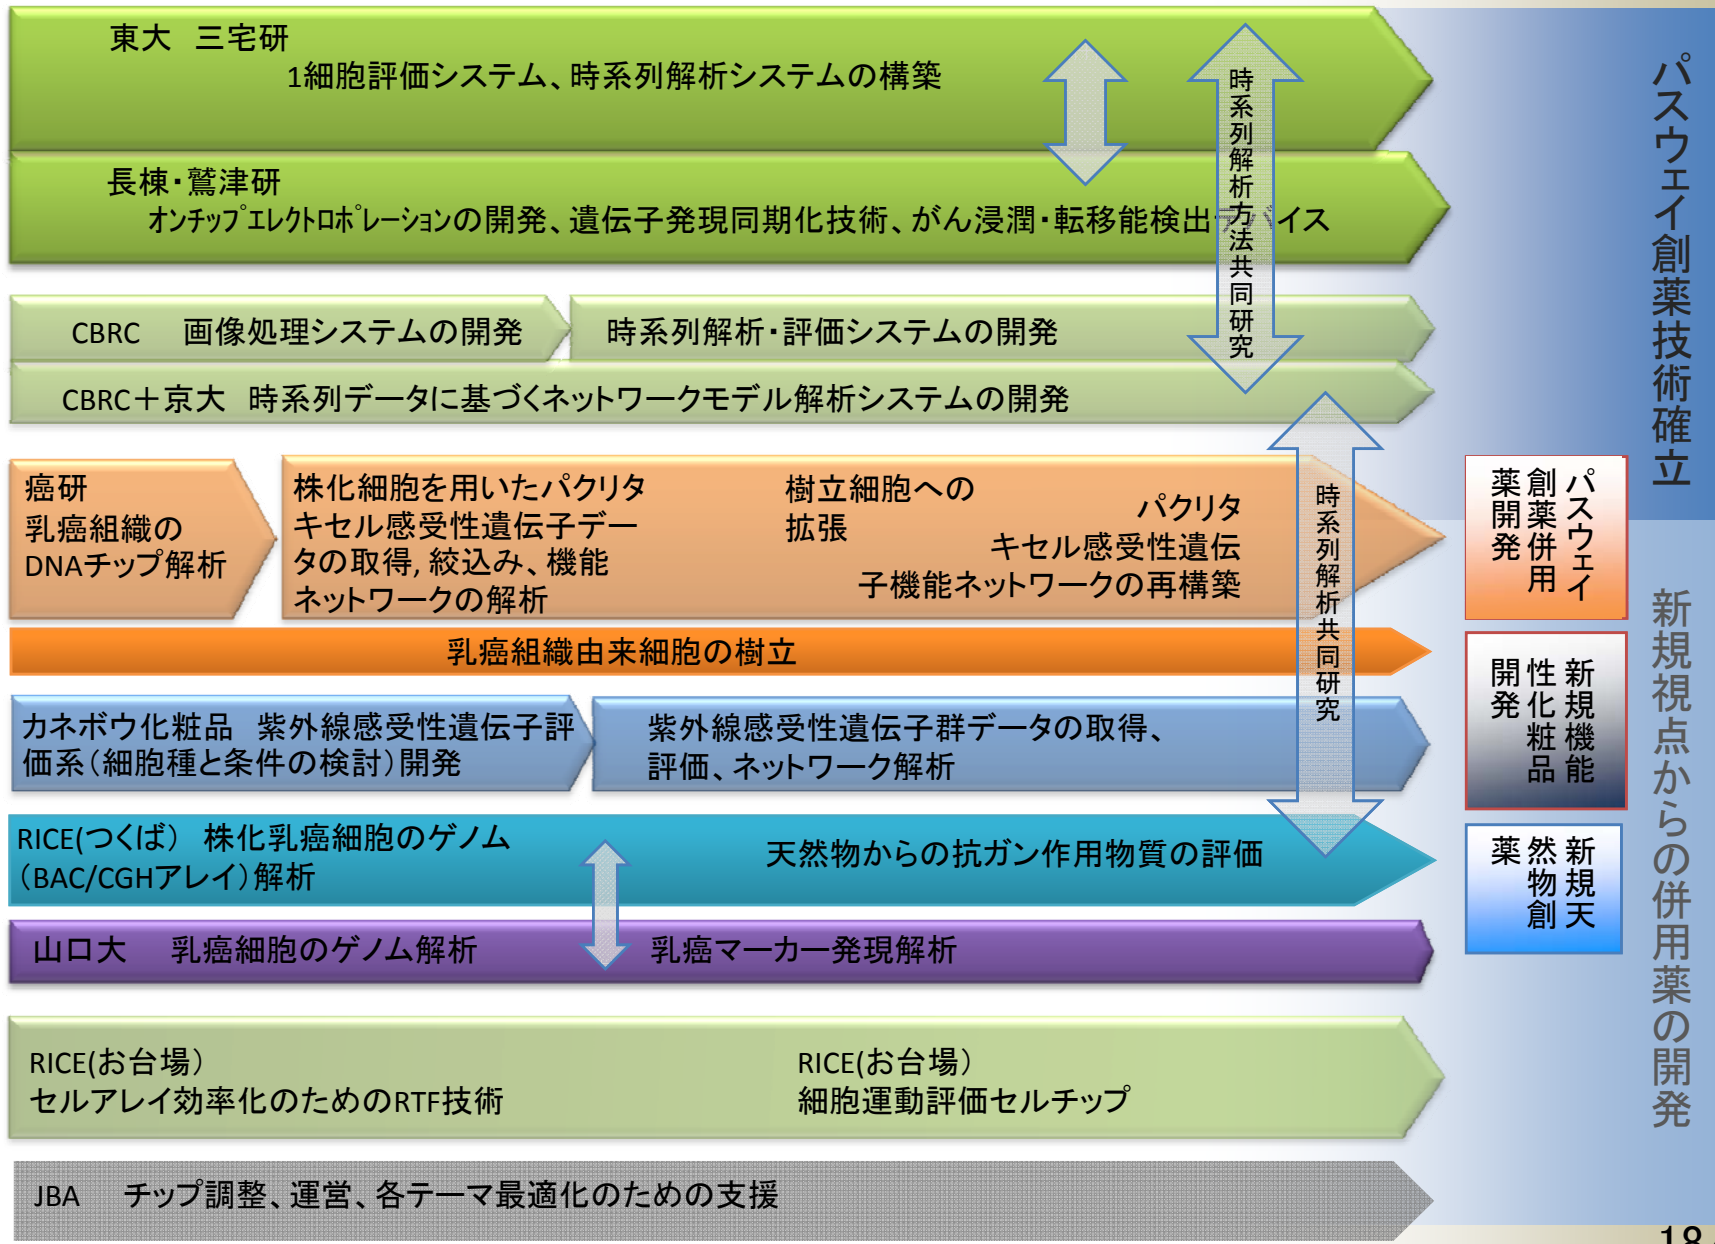 東大 三宅研
1細胞評価システム、時系列解析システムの構築
長棟・鷲津研
オンチップエレクトロポレーションの開発、遺伝子発現同期化技術、がん浸潤・転移能検出デバイス
時系列解析方法共同研究
CBRC 画像処理システムの開発
時系列解析・評価システムの開発
CBRC＋京大 時系列データに基づくネットワークモデル解析システムの開発
癌研
乳癌組織の
DNAチップ解析
株化細胞を用いたパクリタ
キセル感受性遺伝子デー
タの取得, 絞込み、機能
ネットワークの解析
樹立細胞への
拡張
パクリタ
キセル感受性遺伝
子機能ネットワークの再構築
時系列解析共同研究
乳癌組織由来細胞の樹立
カネボウ化粧品 紫外線感受性遺伝子評
価系（細胞種と条件の検討）開発
紫外線感受性遺伝子群データの取得、
評価、ネットワーク解析
RICE(つくば） 株化乳癌細胞のゲノム
（BAC/CGHアレイ）解析
天然物からの抗ガン作用物質の評価
山口大 乳癌細胞のゲノム解析
乳癌マーカー発現解析
RICE(お台場）
セルアレイ効率化のためのRTF技術
RICE(お台場）
細胞運動評価セルチップ
JBA チップ調整、運営、各テーマ最適化のための支援
パスウェイ
創薬併用
薬開発
新規機能
性化粧品
開発
新規天
然物創
薬
パスウェイ創薬技術確立
新規視点からの併用薬の開発
18